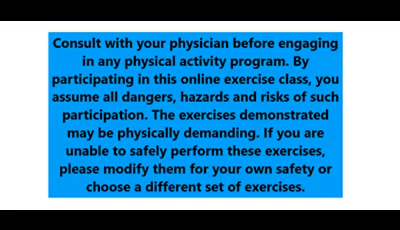 Consult with your physician before engaging
in any physical activity program. By
participating in this online exercise class, you
assume all dangers, hazards and risks of such
participation. The exercises demonstrated
may be physically demanding. If you are
unable to safely perform these exercises,
please modify them for your own safety or
choose a different set of exercises.